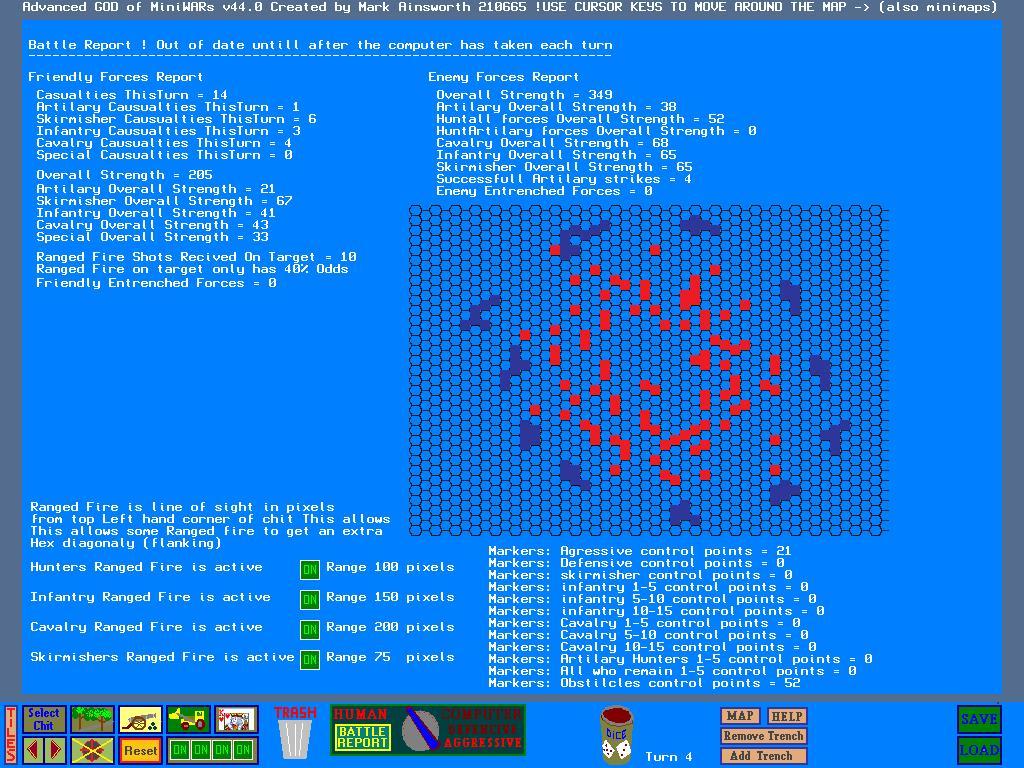 Advanced GOD of MiniWARs v44.0 Created by Mark Ainsworth 210665 !USE CURSOR KEYS TO MOVE AROUND THE MAP -> (also minimaps)
Battle Report ! Out of date untill after the computer has taken each turn
Friendly Forces Report
Casualties ThisTurn = 14
Artilary Causualties ThisTurn = 1
Skirmisher Causualties ThisTurn = 6
Infantry Causualties ThisTurn = 3
Cavalry Causualties ThisTurn = 4
Special Causualties ThisTurn = 0
Overall Strength = 205
Artilary Overall Strength = 21
Skirmisher Overall Strength = 67
Infantry Overall Strength = 41
Cavalry Overall Strength = 43
Special Overall Strength = 33
Ranged Fire Shots Recived On Target = 10
Ranged Fire on target only has 40% Odds
Friendly Entrenched Forces = 0
Enemy Forces Report
Overall Strength = 349
Artilary Overall Strength = 38
Huntall forces Overall Strength = 52
HuntArtilary forces Overall Strength = 0
Cavalry Overall Strength = 68
Infantry Overall Strength = 65
Skirmisher Overall Strength = 65
Successfull Artilary strikes = 4
Enemy Entrenched Forces = 0
Ranged Fire is line of sight in pixels
from top Left hand corner of chit This allows
This allows some Ranged fire to get an extra
Hex diagonaly (flanking)
Hunters Ranged Fire is active ON Range 100 pixels
Infantry Ranged Fire is active ON Range 150 pixels
Cavalry Ranged Fire is active ON Range 200 pixels
Skirmishers Ranged Fire is active ON Range 75 pixels
Markers: Agressive control points = 21
Markers: Defensive control points = 0
Markers: skirmisher control points = 0
Markers: infantry 1-5 control points = 0
Markers: infantry 5-10 control points = 0
Markers: infantry 10-15 control points = 0
Markers: Cavalry 1-5 control points = 0
Markers: Cavalry 5-10 control points = 0
Markers: Cavalry 10-15 control points = 0
Markers: Artilary Hunters 1-5 control points = 0
Markers: All who remain 1-5 control points = 0
Markers: Obstilcles control points = 52
TILES
Select
Chit
Reset
ON ON ON ON
TRASH
HUMAN
BATTLE
REPORT
COMPUTER
DEFENSIVE
AGGRESSIVE
DICE
Turn 4
MAP HELP
Remove Trench
Add Trench
SAVE
LOAD